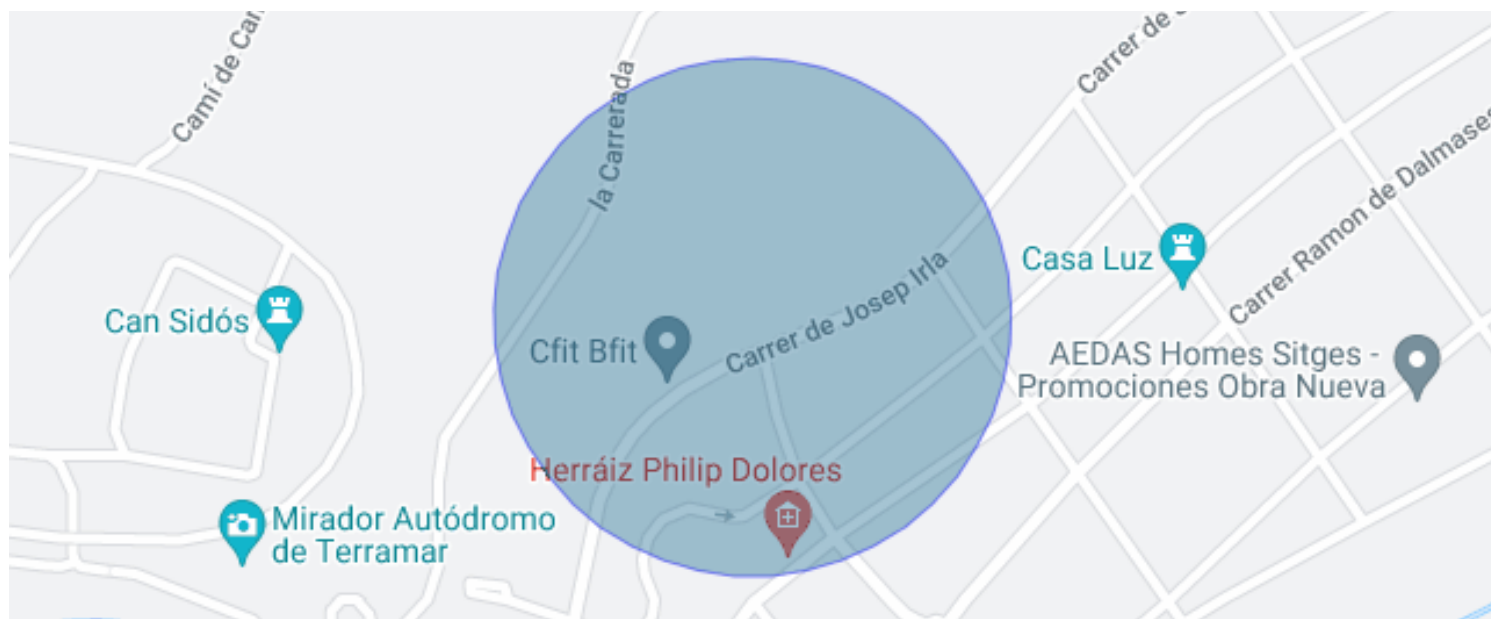 Camí de Can
la Carrerada
Carrer de J
Carrer Ramon de Dalmases
Casa Luz
Can Sidós
Cfit Bfit
Carrer de Josep Irla
AEDAS Homes Sitges -
Promociones Obra Nueva
Herráiz Philip Dolores
Mirador Autódromo
de Terramar